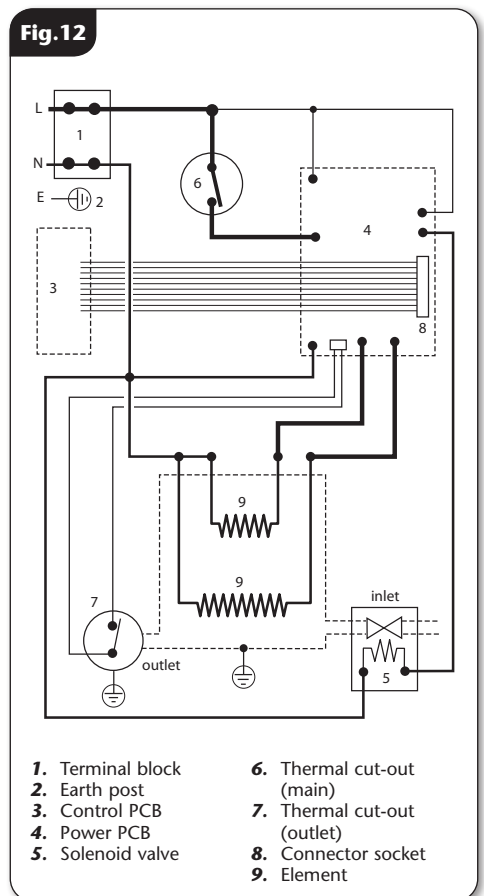 Fig.12
L
1
N
6
E
2
4
3
8
9
9
7
inlet
outlet
5
1. Terminal block
2. Earth post
3. Control PCB
4. Power PCB
5. Solenoid valve
6. Thermal cut-out
(main)
7. Thermal cut-out
(outlet)
8. Connector socket
9. Element